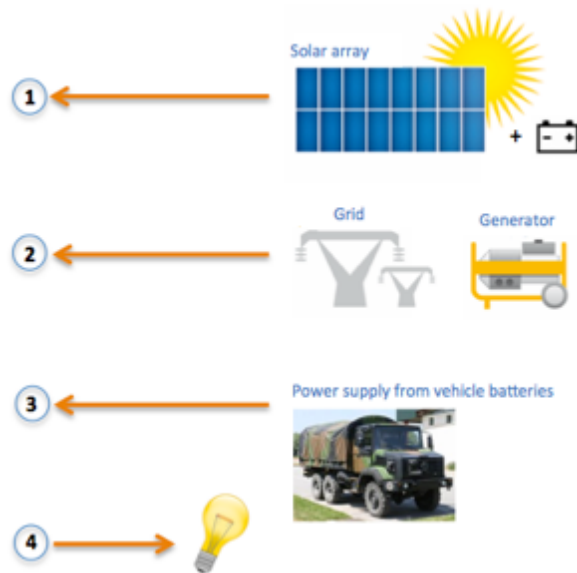 Solar array
1
- +
+
Grid
Generator
2
Power supply from vehicle batteries
3
4